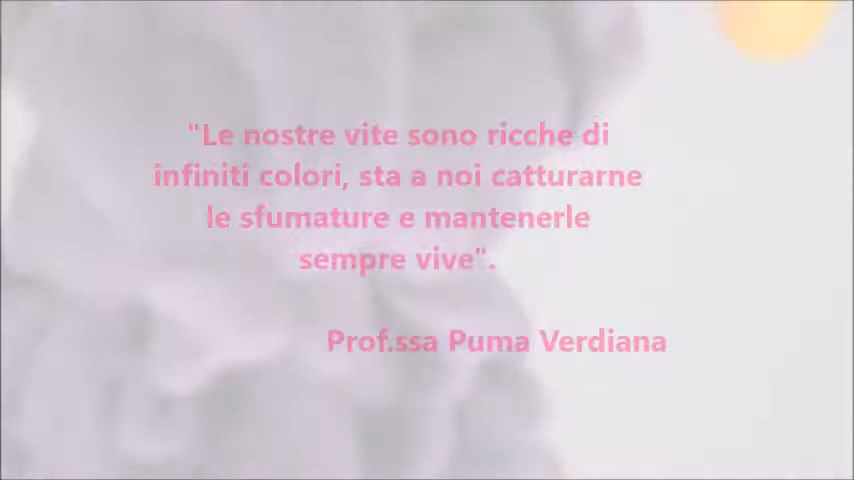 "Le nostre vite sono ricche di
infiniti colori, sta a noi catturarne
le sfumature e mantenerle
sempre vive".
Prof.ssa Puma Verdiana